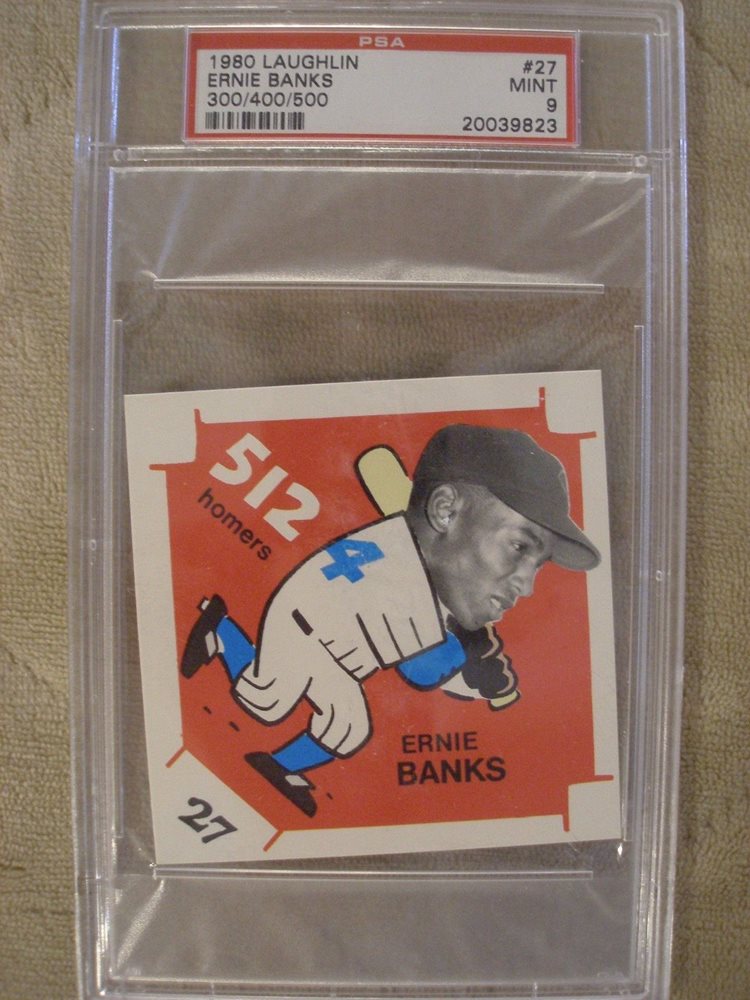 PSA
1980 LAUGHLIN #27
ERNIE BANKS MINT
300/400/500 9
20039823
512
homers
4
ERNIE
BANKS
27